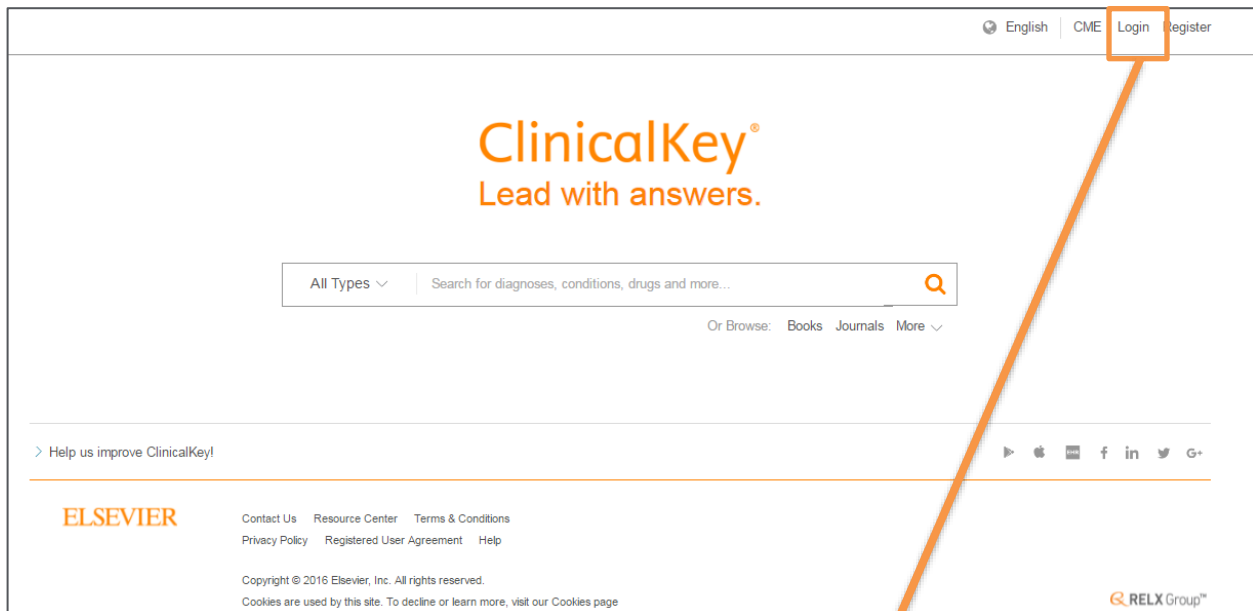 English CME Login Register
ClinicalKey®
Lead with answers.
All Types Search for diagnoses, conditions, drugs and more...
Or Browse: Books Journals More
Help us improve ClinicalKey!
f in G+
ELSEVIER
Contact Us Resource Center Terms & Conditions
Privacy Policy Registered User Agreement Help
Copyright © 2016 Elsevier, Inc. All rights reserved.
Cookies are used by this site. To decline or learn more, visit our Cookies page
RELX Group™